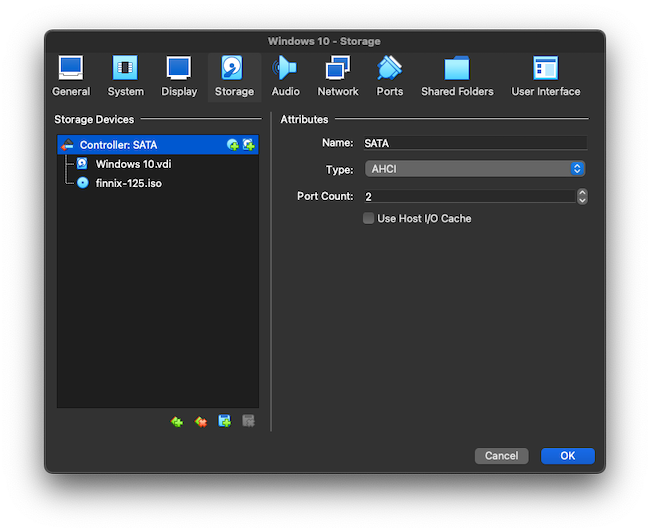 Windows 10 - Storage
General System Display Storage Audio Network Ports Shared Folders User Interface
Storage Devices
Controller: SATA
Windows 10.vdi
finnix-125.iso
Attributes
Name: SATA
Type: AHCI
Port Count: 2
Use Host I/O Cache
Cancel OK